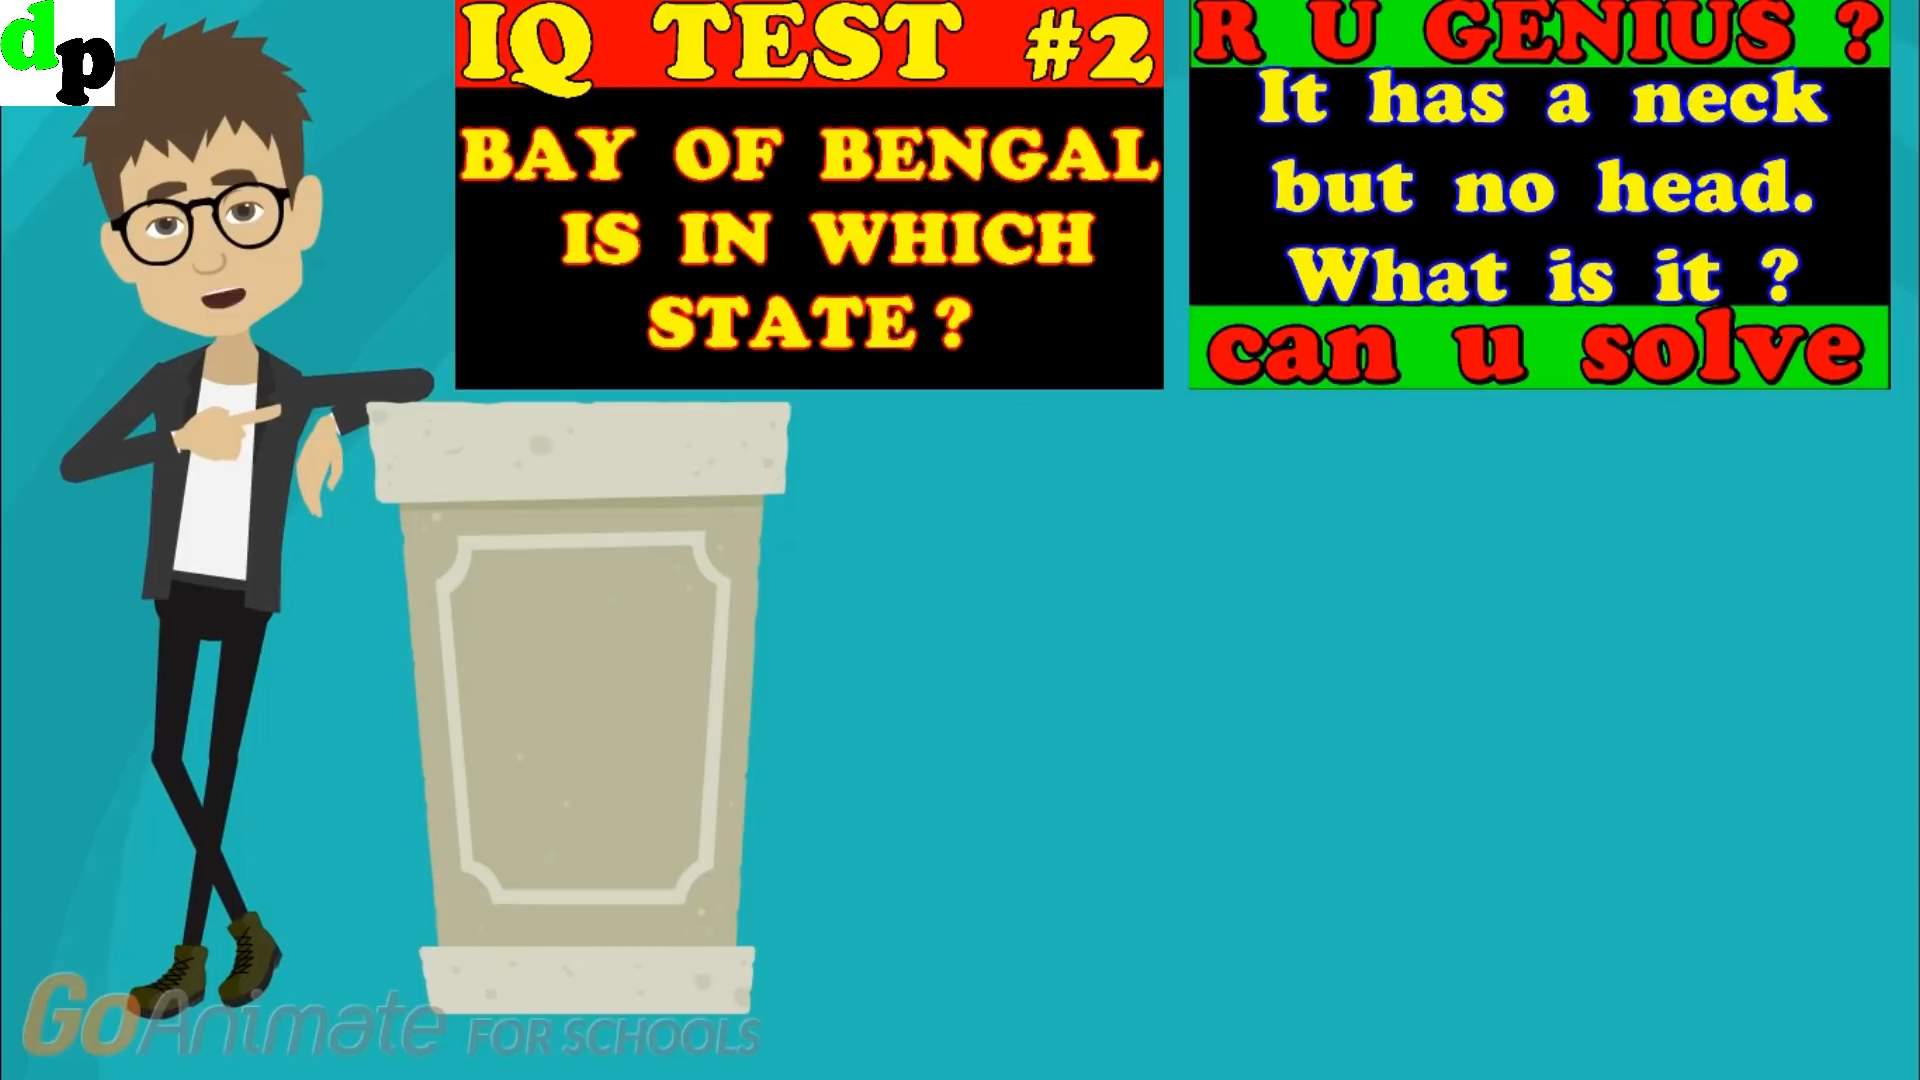 dp
IQ TEST #2
BAY OF BENGAL
IS IN WHICH
STATE ?
R U GENIUS ?
It has a neck
but no head.
What is it ?
can u solve
GoAnimate FOR SCHOOLS